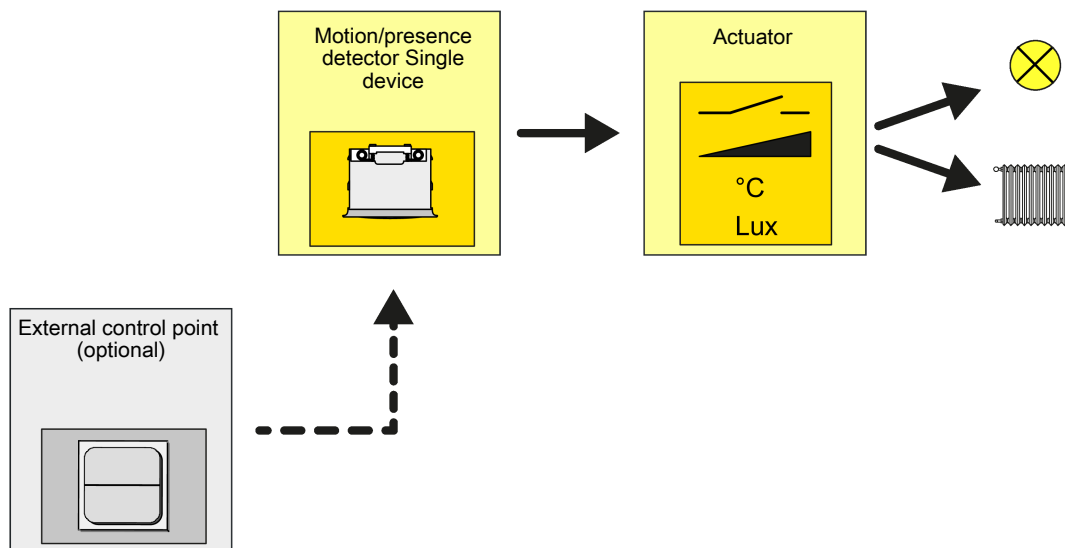 Motion/presence
detector Single
device
Actuator
°C
Lux
External control point
(optional)